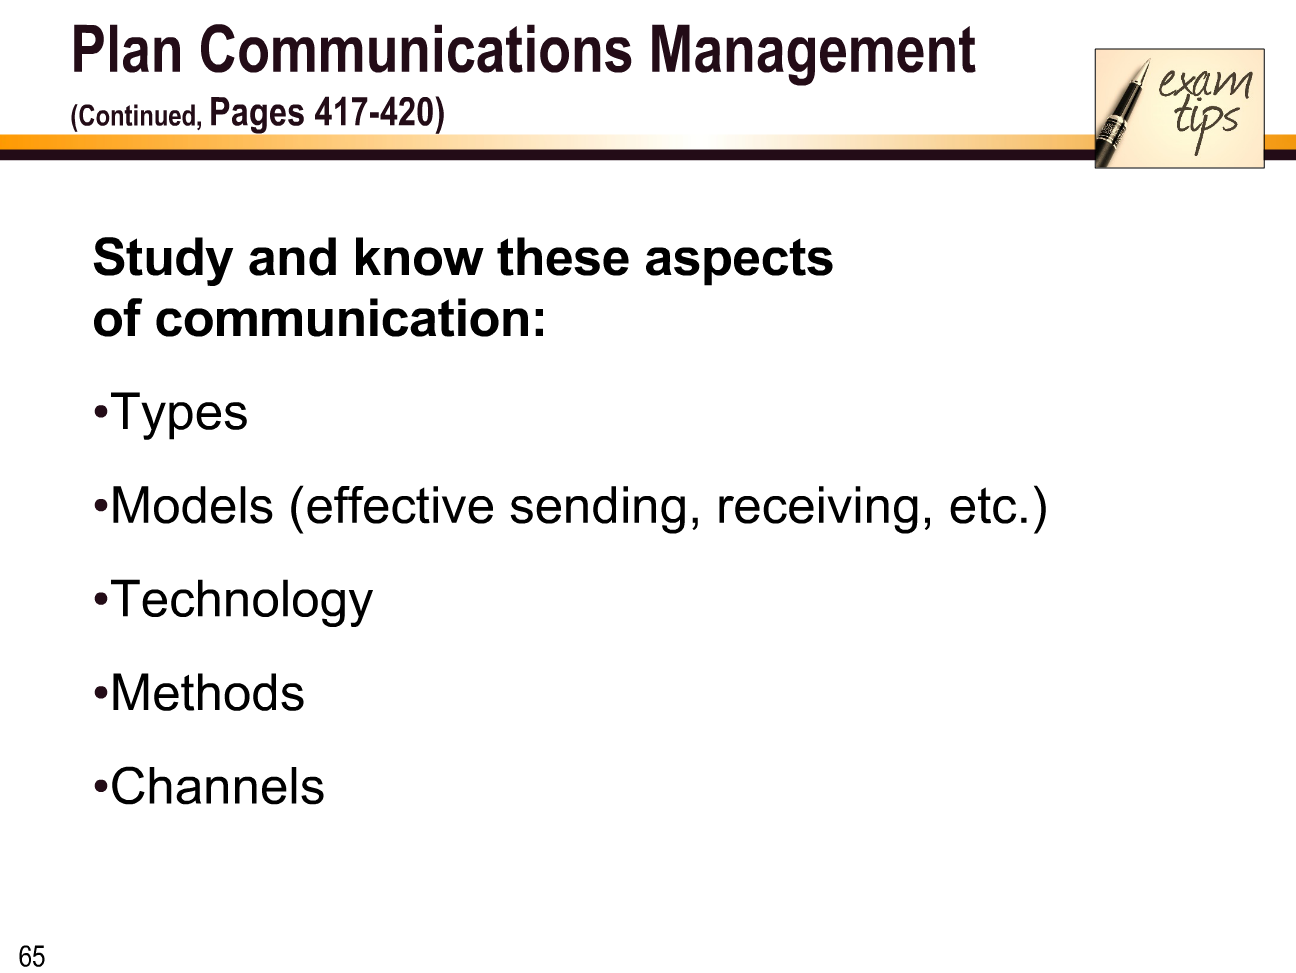 Plan Communications Management
(Continued, Pages 417-420)
exam
tips
Study and know these aspects
of communication:
•Types
•Models (effective sending, receiving, etc.)
•Technology
•Methods
•Channels
65